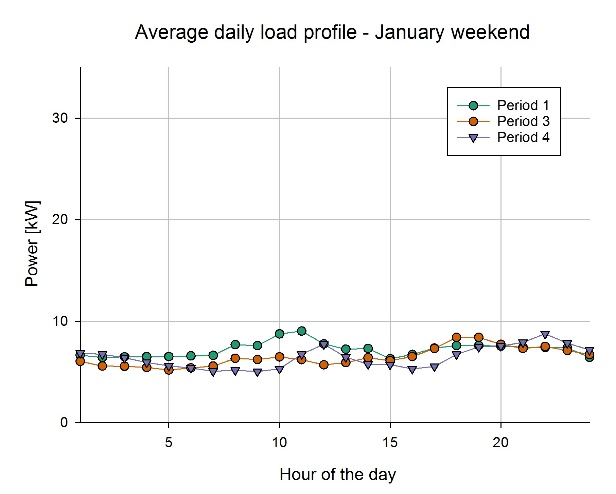 Average daily load profile - January weekend
Period 1
Period 3
Period 4
30
20
10
0
Power [kW]
5 10 15 20
Hour of the day